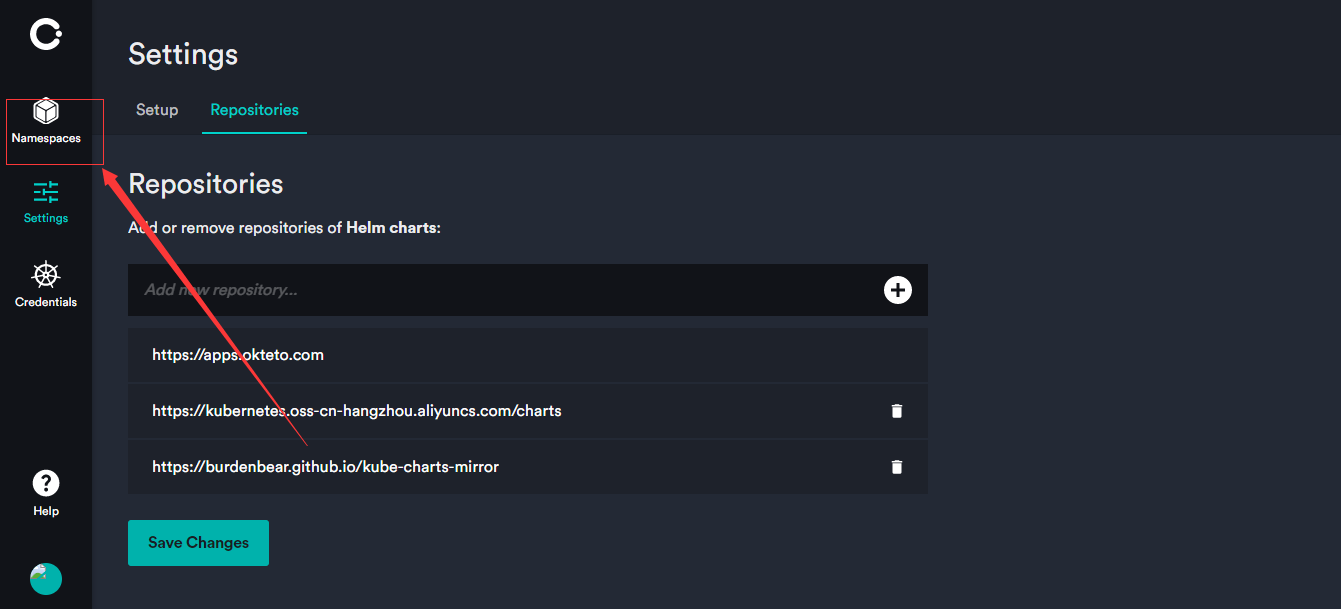 Settings
Setup
Repositories
Namespaces
Settings
Credentials
Help
Repositories
Add or remove repositories of Helm charts:
Add new repository...
https://apps.okteto.com
https://kubernetes.oss-cn-hangzhou.aliyuncs.com/charts
https://burdenbear.github.io/kube-charts-mirror
Save Changes